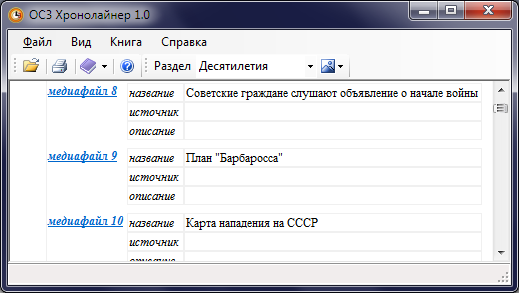 ОСЗ Хронолайнер 1.0
Файл Вид Книга Справка
Раздел Десятилетия
медиафайл 8 название Советские граждане слушают объявление о начале войны
источник
описание
медиафайл 9 название План "Барбаросса"
источник
описание
медиафайл 10 название Карта нападения на СССР
источник
описание